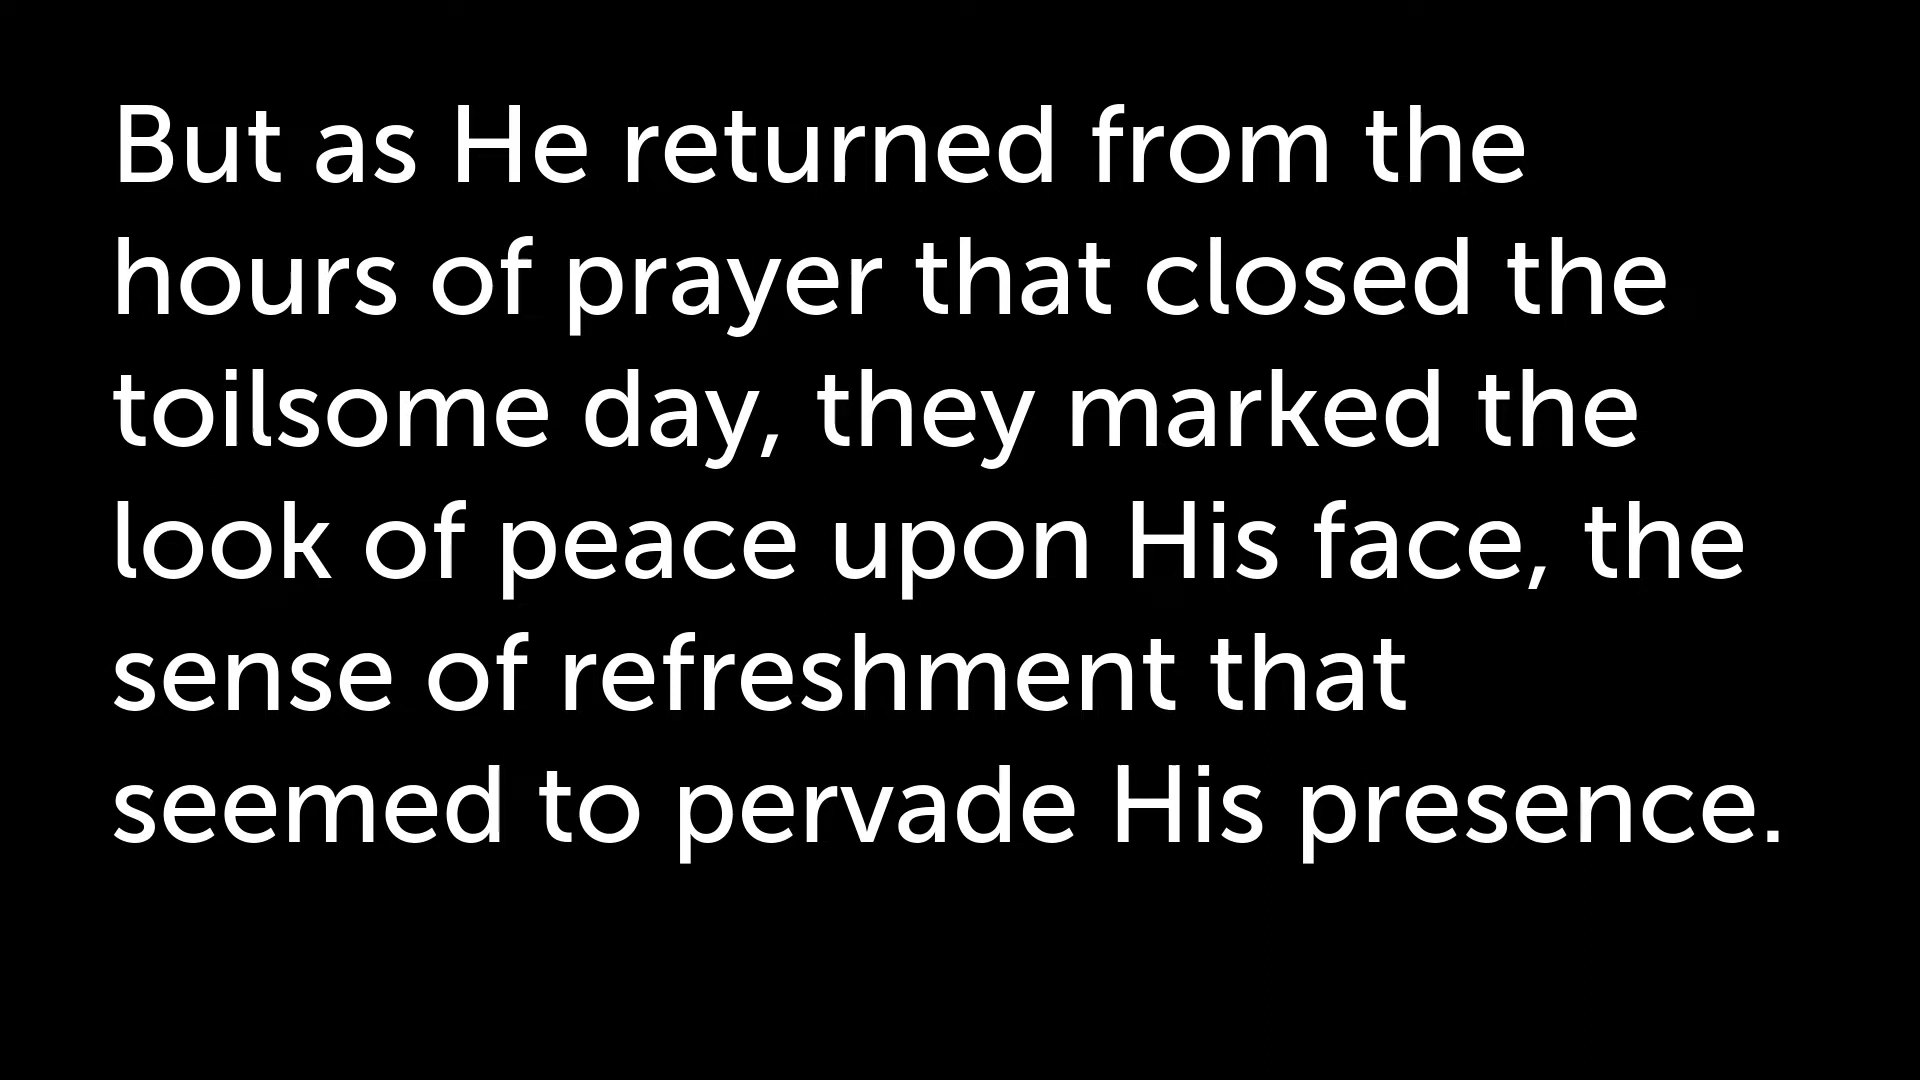 But as He returned from the
hours of prayer that closed the
toilsome day, they marked the
look of peace upon His face, the
sense of refreshment that
seemed to pervade His presence.